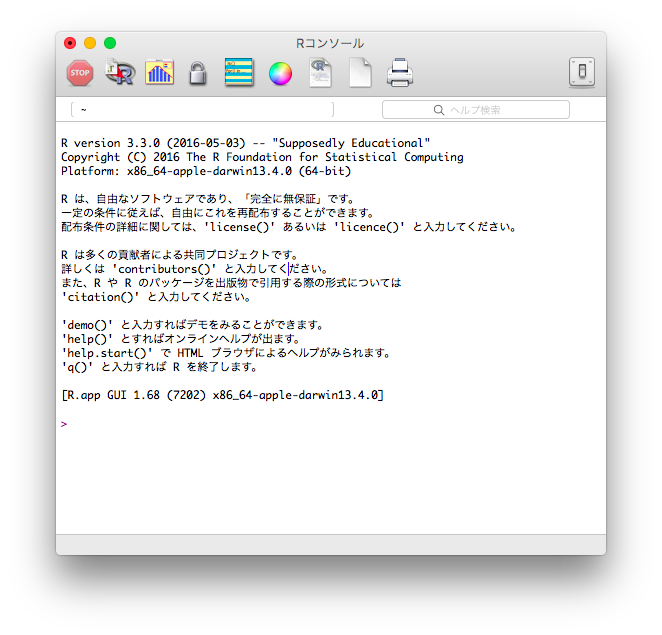 Rコンソール
STOP
R
~
ヘルプ検索
R version 3.3.0 (2016-05-03) -- "Supposedly Educational"
Copyright (C) 2016 The R Foundation for Statistical Computing
Platform: x86_64-apple-darwin13.4.0 (64-bit)
R は、自由なソフトウェアであり、「完全に無保証」です。
一定の条件に従えば、自由にこれを再配布することができます。
配布条件の詳細に関しては、'license()' あるいは 'licence()' と入力してください。
R は多くの貢献者による共同プロジェクトです。
詳しくは 'contributors()' と入力してください。
また、R や R のパッケージを出版物で引用する際の形式については
'citation()' と入力してください。
'demo()' と入力すればデモをみることができます。
'help()' とすればオンラインヘルプが出ます。
'help.start()' で HTML ブラウザによるヘルプがみられます。
'q()' と入力すれば R を終了します。
[R.app GUI 1.68 (7202) x86_64-apple-darwin13.4.0]
>